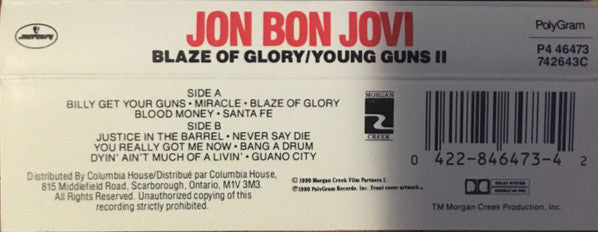 JON BON JOVI
BLAZE OF GLORY/YOUNG GUNS II
Mercury
PolyGram
P4 46473
742643C
SIDE A
BILLY GET YOUR GUNS • MIRACLE • BLAZE OF GLORY
BLOOD MONEY • SANTA FE
SIDE B
JUSTICE IN THE BARREL • NEVER SAY DIE
YOU REALLY GOT ME NOW • BANG A DRUM
DYIN' AIN'T MUCH OF A LIVIN' • GUANO CITY
Distributed By Columbia House/Distribué par Columbia House,
815 Middlefield Road, Scarborough, Ontario, M1V 3M3.
All Rights Reserved. Unauthorized copying of this
recording strictly prohibited.
MORGAN
CREEK
©1990 Morgan Creek Film Partners I.
℗1990 PolyGram Records, Inc. Front cover artwork
0 422-846473-4 2
DOLBY SYSTEM
TM Morgan Creek Production, Inc.